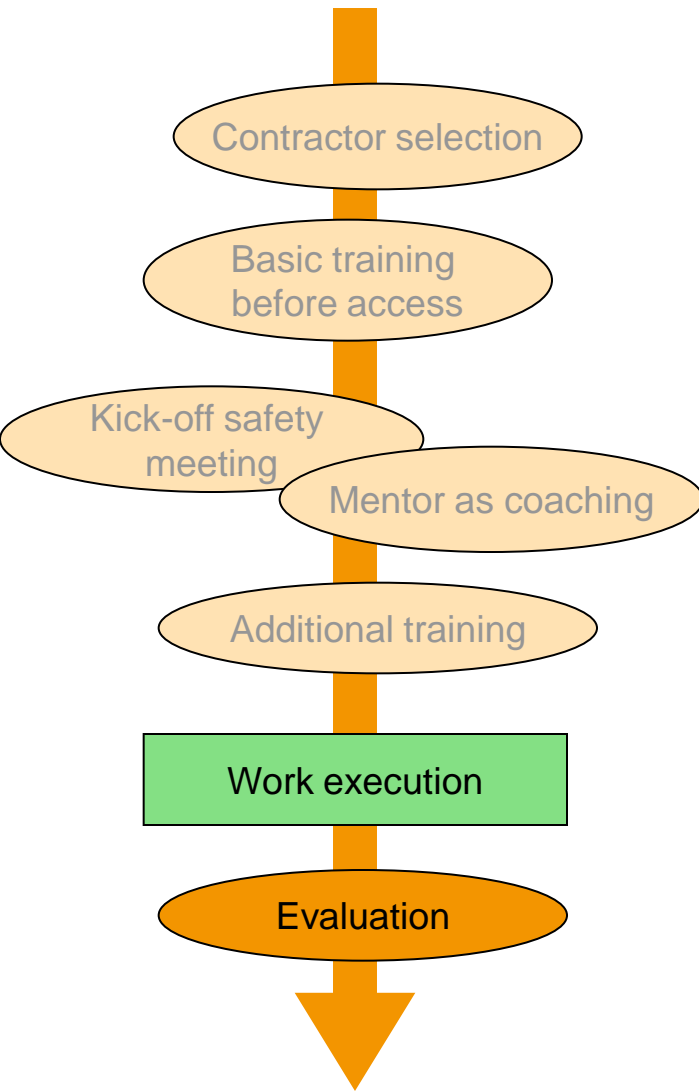 Contractor selection
Basic training
before access
Kick-off safety
meeting
Mentor as coaching
Additional training
Work execution
Evaluation